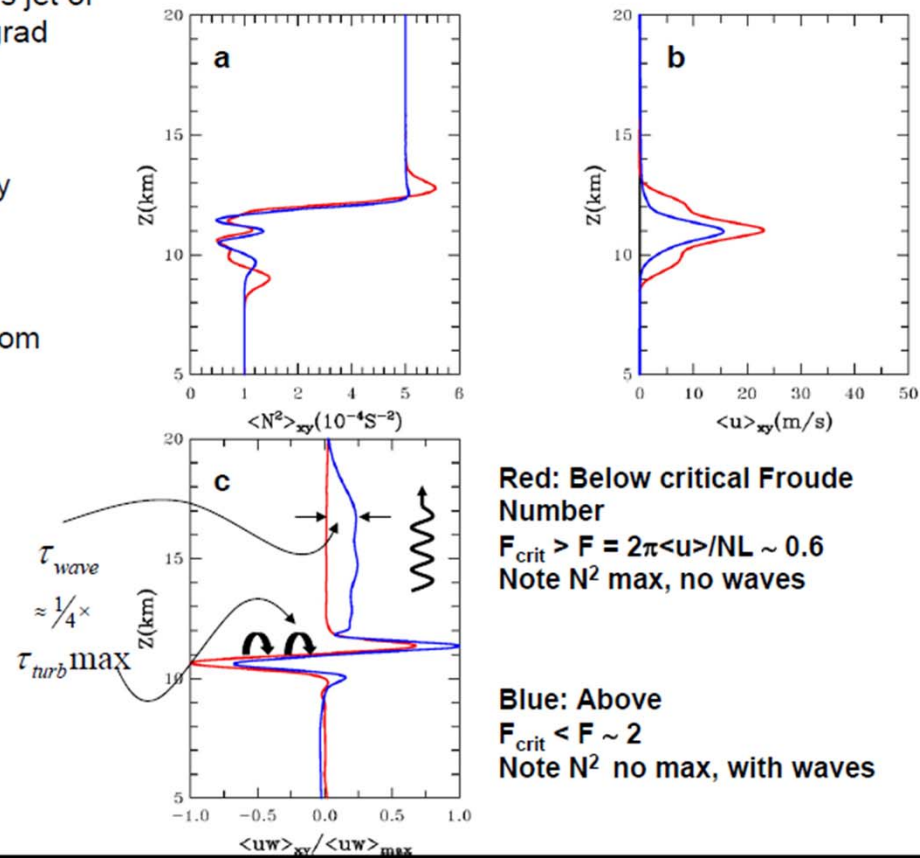 s jet of
grad
y
om
a
20
15
10
5
Z(km)
0 1 2 4 5 6
<N²>xy(10⁻⁴S⁻²)
b
20
15
10
5
Z(km)
0 10 20 30 40 50
<u>xy(m/s)
c
20
15
10
5
Z(km)
-1.0 -0.5 0.0 0.5 1.0
<uw>xy/<uw>max
τ wave
≈ ¼×
τ turb max
Red: Below critical Froude
Number
Fcrit > F = 2π<u>/NL ~ 0.6
Note N² max, no waves
Blue: Above
Fcrit < F ~ 2
Note N² no max, with waves